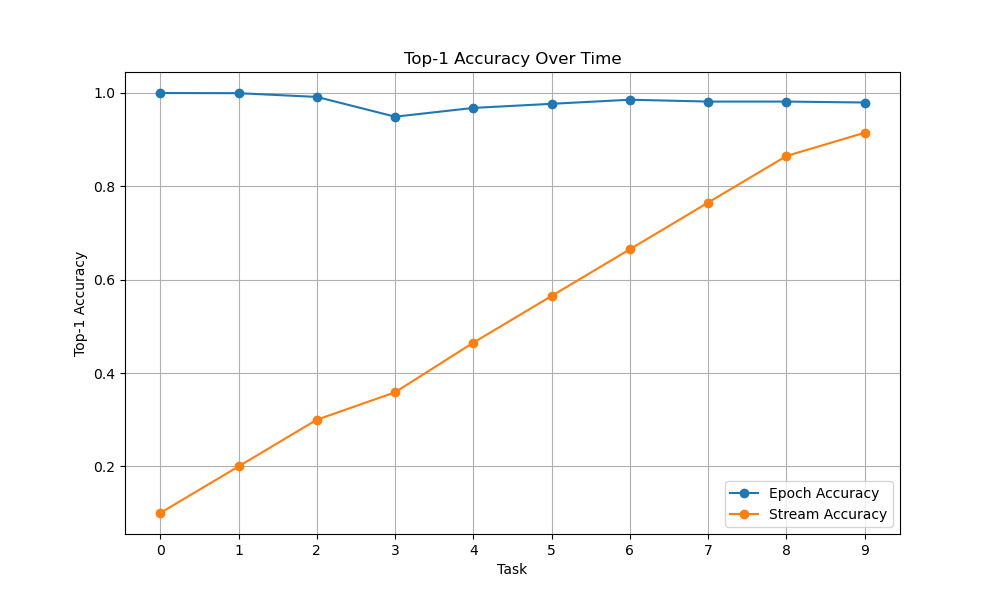 Top-1 Accuracy Over Time
Top-1 Accuracy
1.0
0.8
0.6
0.4
0.2
0 1 2 3 4 5 6 7 8 9
Task
Epoch Accuracy
Stream Accuracy